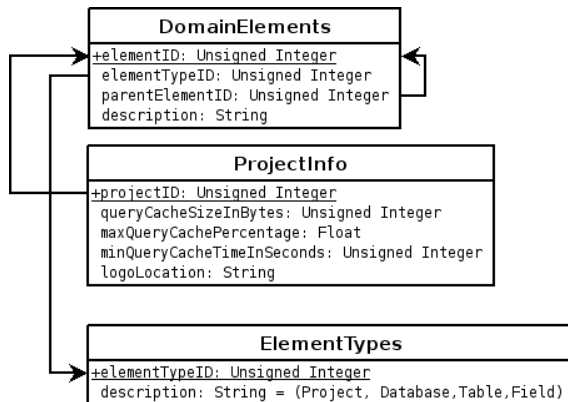 DomainElements
+elementID: Unsigned Integer
elementTypeID: Unsigned Integer
parentElementID: Unsigned Integer
description: String
ProjectInfo
+projectID: Unsigned Integer
queryCacheSizeInBytes: Unsigned Integer
maxQueryCachePercentage: Float
minQueryCacheTimeInSeconds: Unsigned Integer
logoLocation: String
ElementTypes
+elementTypeID: Unsigned Integer
description: String = (Project, Database,Table,Field)